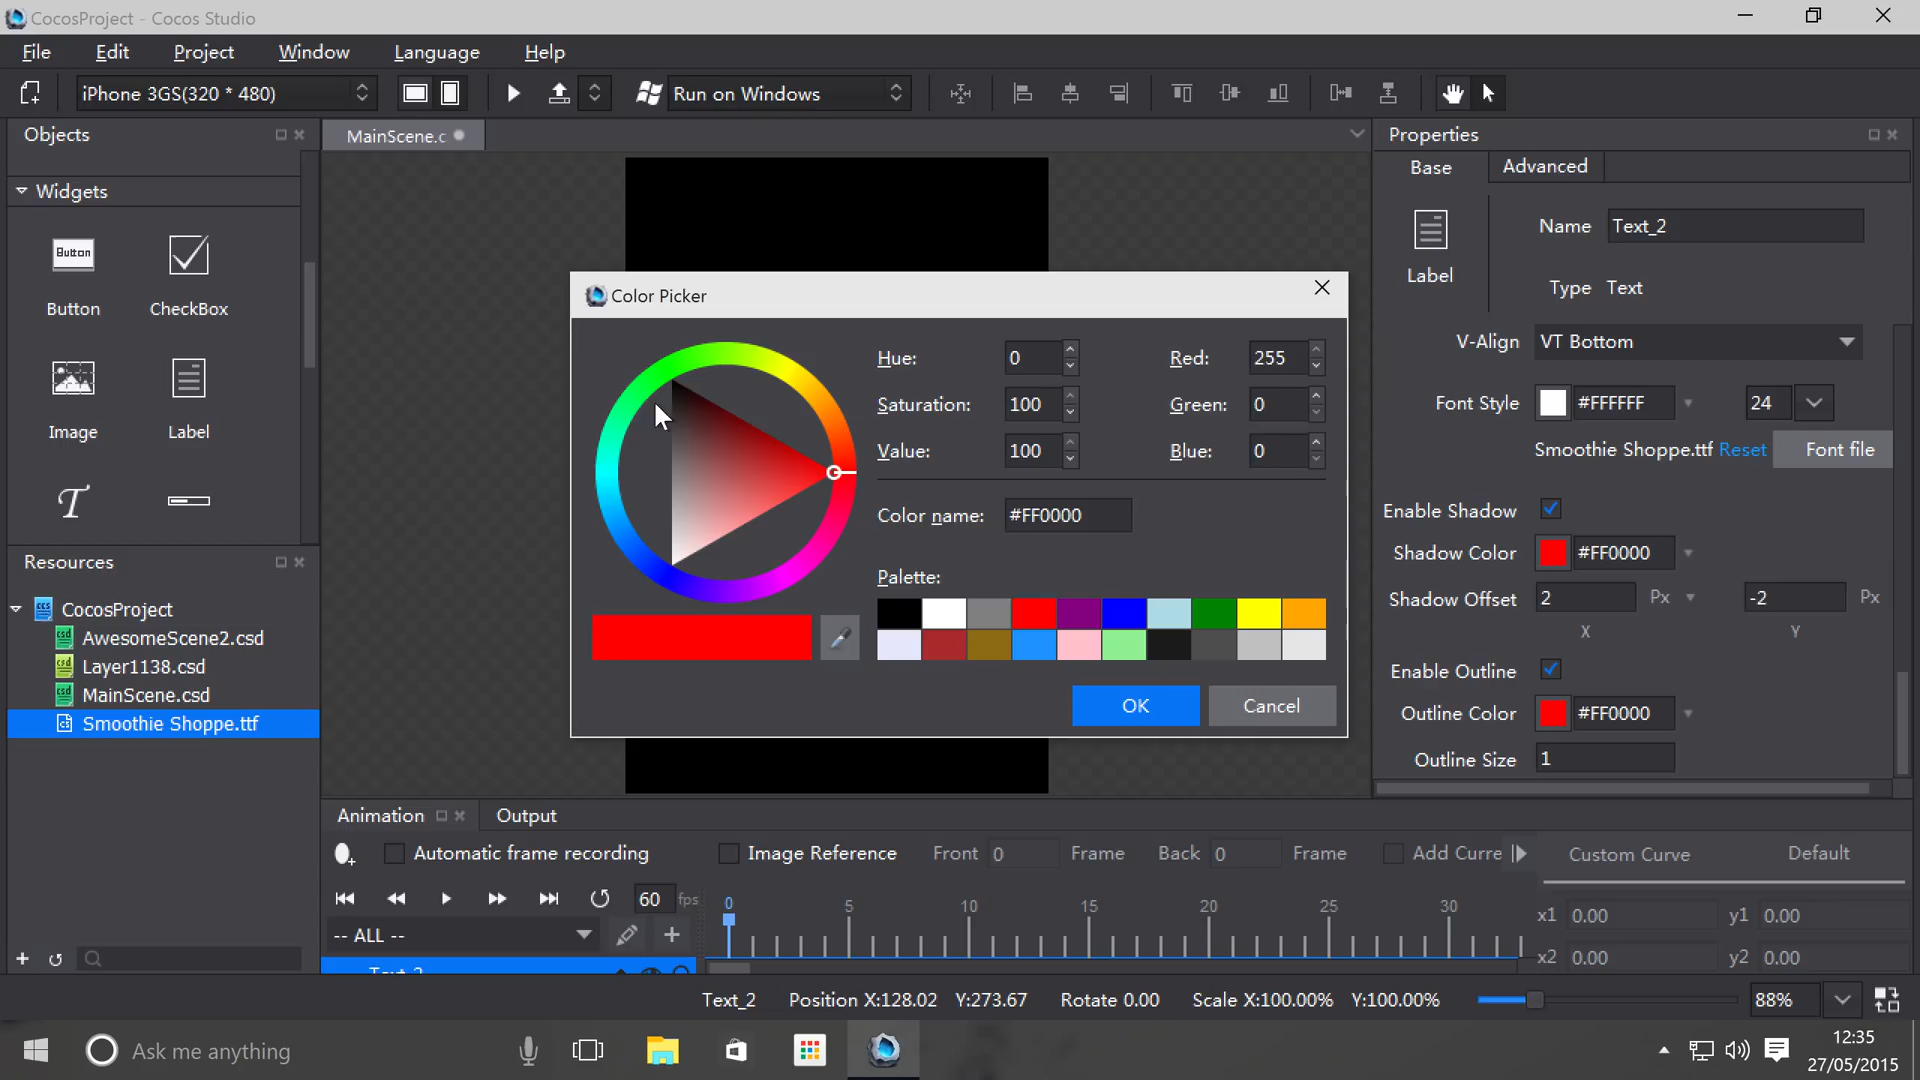 CocosProject - Cocos Studio
File Edit Project Window Language Help
iPhone 3GS(320 * 480) Run on Windows
Objects
MainScene.c
Properties
Base Advanced
Widgets
Button
Button CheckBox
Image Label
T
Label
Name Text_2
Type Text
V-Align VT Bottom
Font Style #FFFFFF 24
Smoothie Shoppe.ttf Reset Font file
Enable Shadow
Shadow Color #FF0000
Shadow Offset 2 Px -2 Px
X Y
Enable Outline
Outline Color #FF0000
Outline Size 1
Color Picker
Hue: 0 Red: 255
Saturation: 100 Green: 0
Value: 100 Blue: 0
Color name: #FF0000
Palette:
OK Cancel
Resources
CocosProject
AwesomeScene2.csd
Layer1138.csd
MainScene.csd
Smoothie Shoppe.ttf
Animation Output
Automatic frame recording Image Reference Front 0 Frame Back 0 Frame Add Curre Custom Curve Default
60 fps 0 5 10 15 20 25 30
x1 0.00 y1 0.00
-- ALL --
x2 0.00 y2 0.00
Text_2
Text_2 Position X:128.02 Y:273.67 Rotate 0.00 Scale X:100.00% Y:100.00% 88%
Ask me anything
12:35
27/05/2015